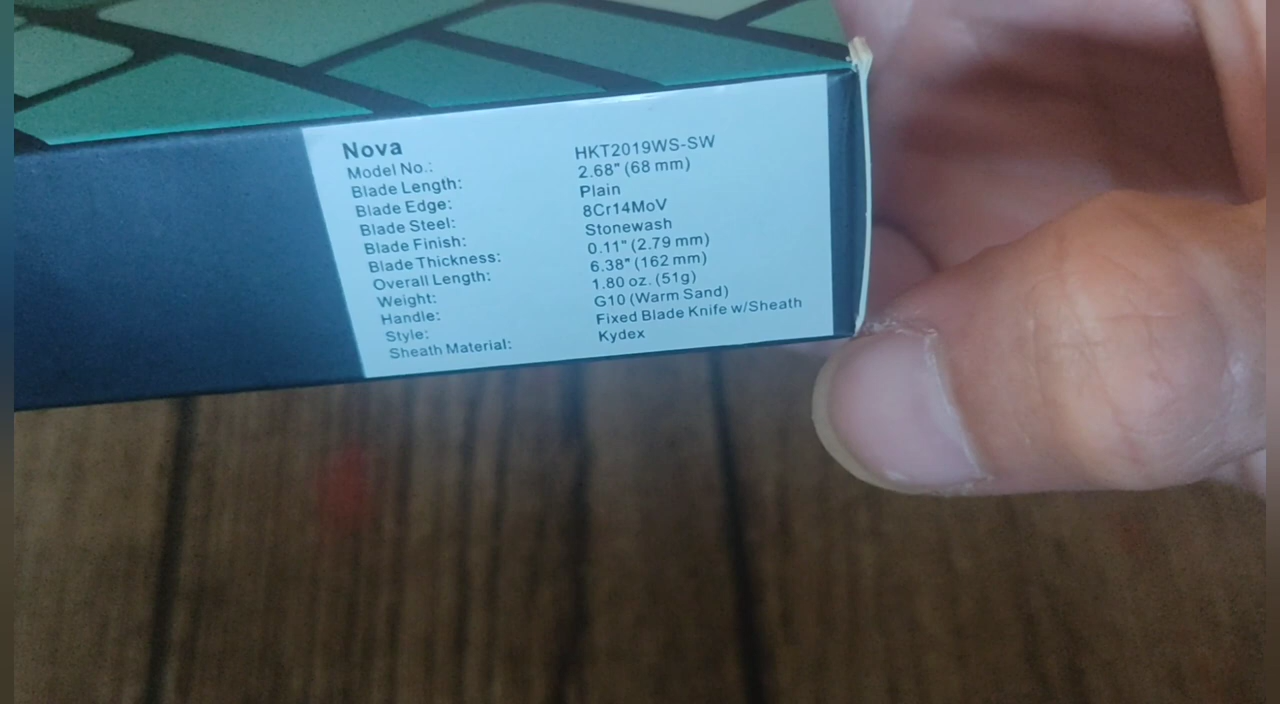 Nova
Model No.: HKT2019WS-SW
Blade Length: 2.68" (68 mm)
Blade Edge: Plain
Blade Steel: 8Cr14MoV
Blade Finish: Stonewash
Blade Thickness: 0.11" (2.79 mm)
Overall Length: 6.38" (162 mm)
Weight: 1.80 oz. (51g)
Handle: G10 (Warm Sand)
Style: Fixed Blade Knife w/Sheath
Sheath Material: Kydex